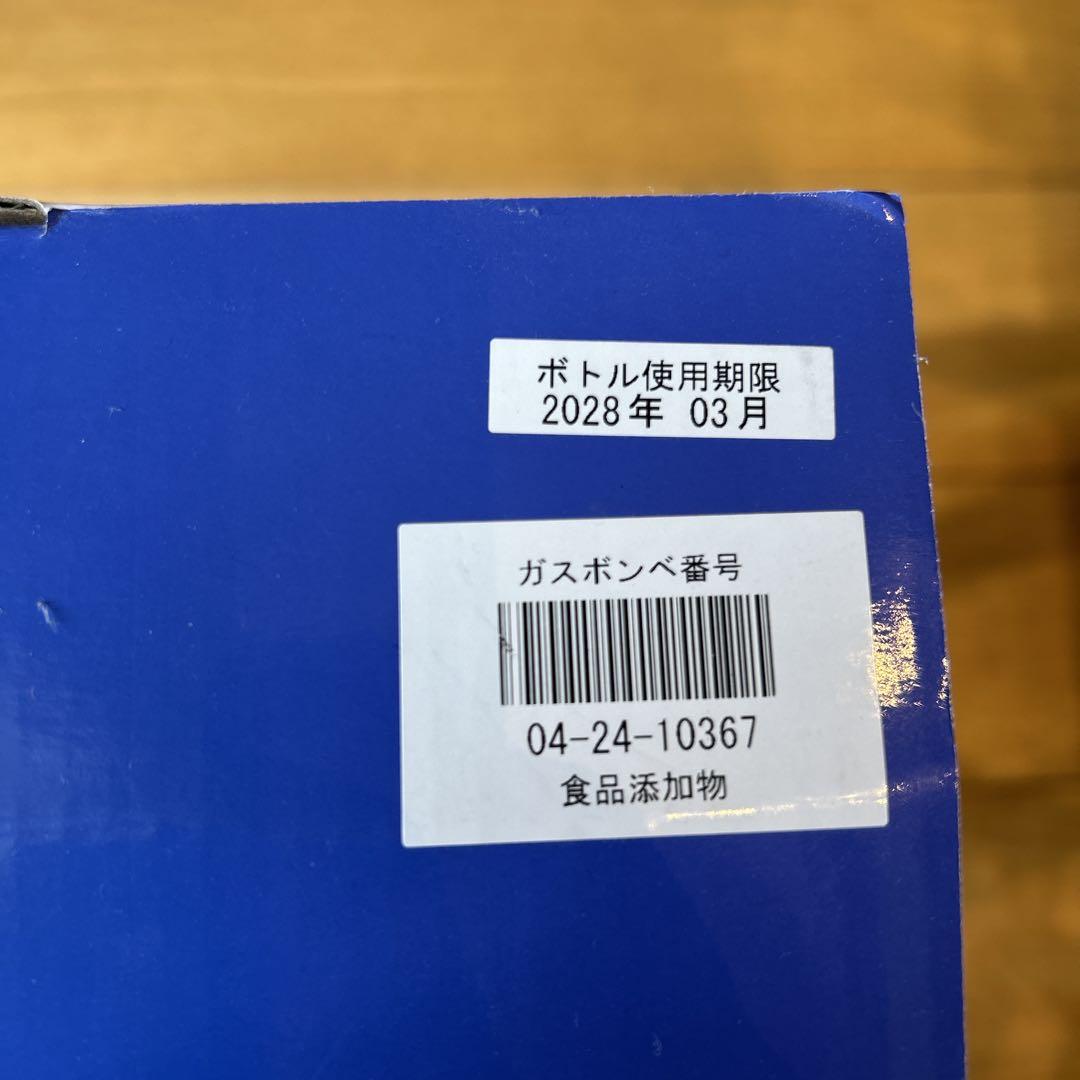 ボトル使用期限
2028年 03月
ガスボンベ番号
04-24-10367
食品添加物